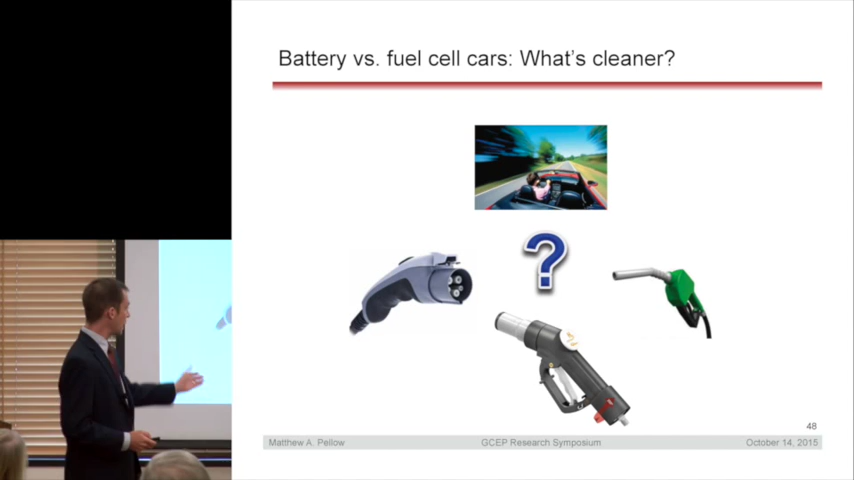 Battery vs. fuel cell cars: What's cleaner?
48
Matthew A. Pellow GCEP Research Symposium October 14, 2015